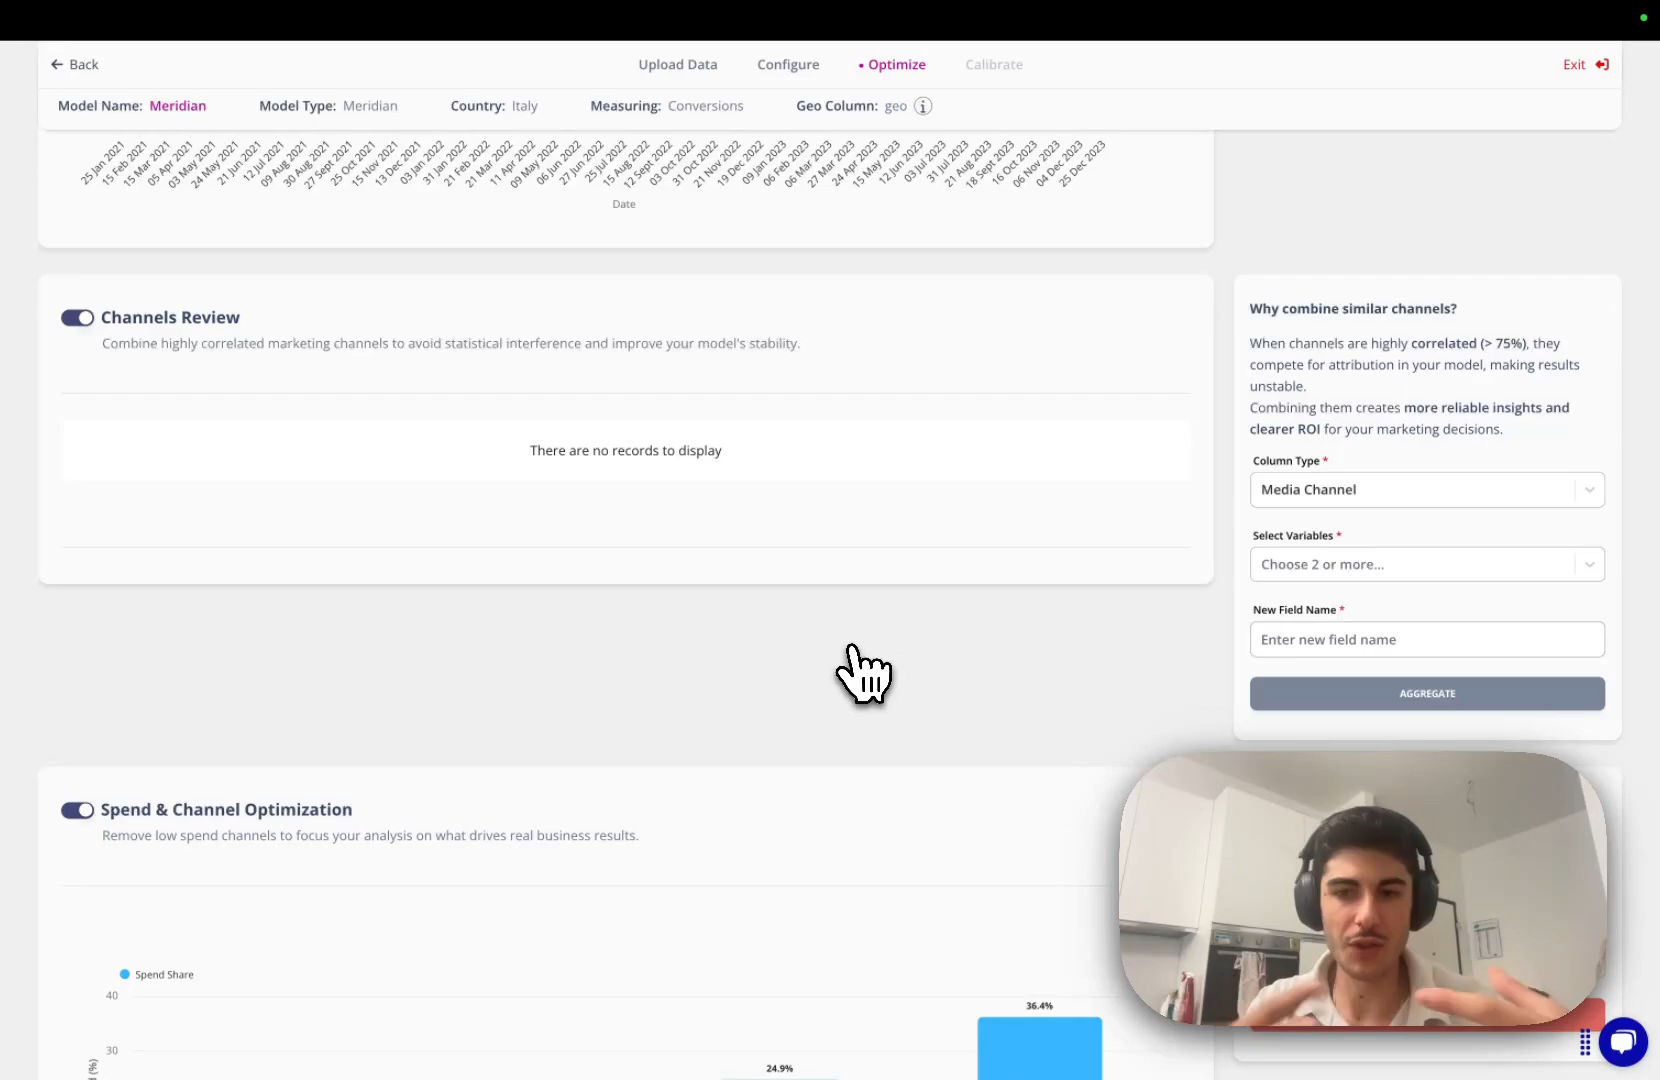 Back
Upload Data
Configure
• Optimize
Calibrate
Exit
Model Name: Meridian
Model Type: Meridian
Country: Italy
Measuring: Conversions
Geo Column: geo
25 Jan 2021
15 Feb 2021
15 Mar 2021
05 Apr 2021
03 May 2021
24 May 2021
21 Jun 2021
12 Jul 2021
09 Aug 2021
30 Aug 2021
27 Sept 2021
25 Oct 2021
15 Nov 2021
13 Dec 2021
03 Jan 2022
31 Jan 2022
21 Feb 2022
21 Mar 2022
11 Apr 2022
09 May 2022
06 Jun 2022
27 Jun 2022
25 Jul 2022
15 Aug 2022
12 Sept 2022
03 Oct 2022
31 Oct 2022
21 Nov 2022
19 Dec 2022
09 Jan 2023
06 Feb 2023
06 Mar 2023
27 Mar 2023
24 Apr 2023
15 May 2023
12 Jun 2023
03 Jul 2023
31 Jul 2023
21 Aug 2023
18 Sept 2023
16 Oct 2023
06 Nov 2023
04 Dec 2023
25 Dec 2023
Date
Channels Review
Combine highly correlated marketing channels to avoid statistical interference and improve your model's stability.
There are no records to display
Why combine similar channels?
When channels are highly correlated (> 75%), they
compete for attribution in your model, making results
unstable.
Combining them creates more reliable insights and
clearer ROI for your marketing decisions.
Column Type *
Media Channel
Select Variables *
Choose 2 or more...
New Field Name *
Enter new field name
AGGREGATE
Spend & Channel Optimization
Remove low spend channels to focus your analysis on what drives real business results.
Spend Share
40
36.4%
30
24.9%